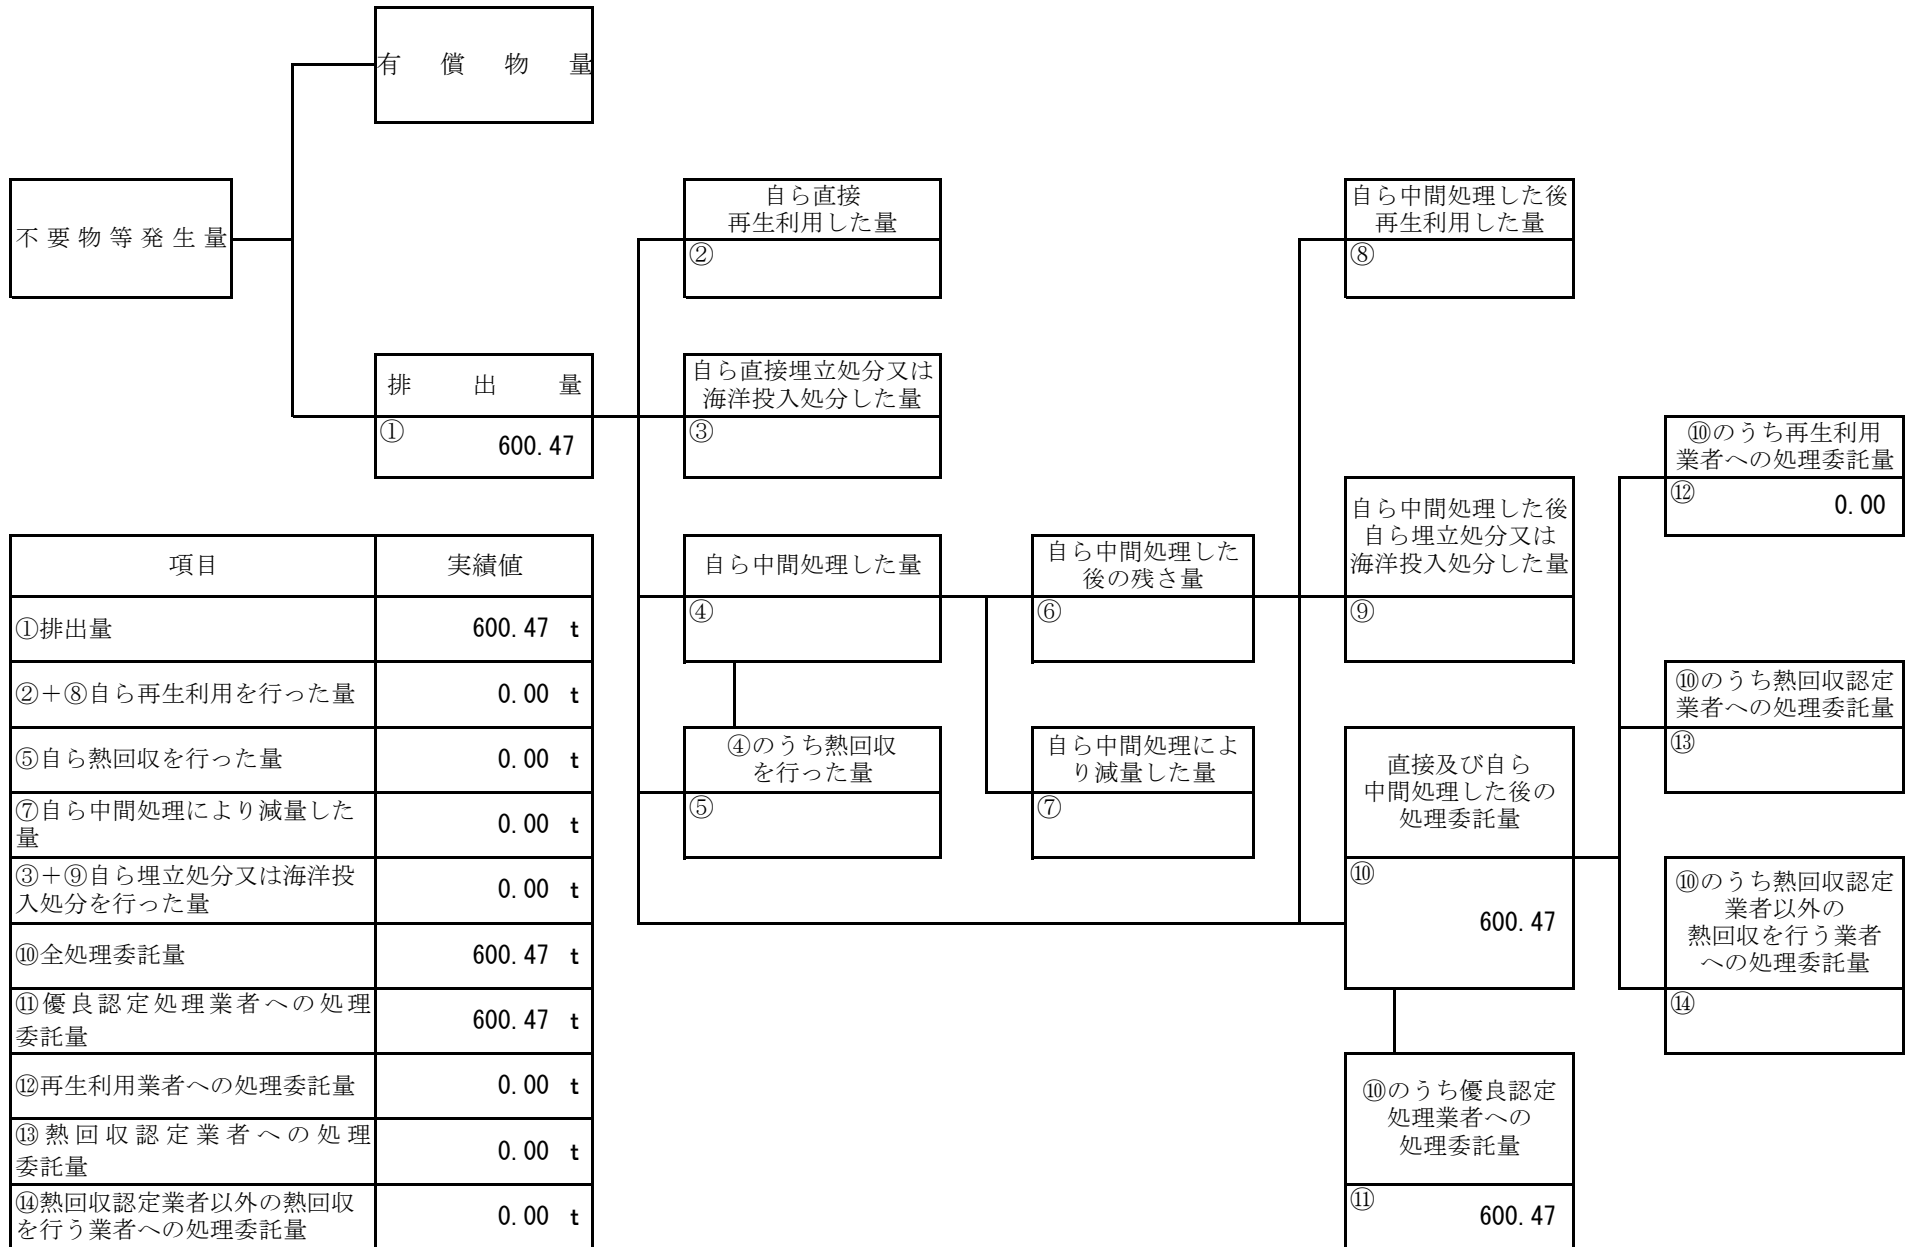 有償物量
不要物等発生量
排出量
① 600.47
自ら直接
再生利用した量
②
自ら直接埋立処分又は
海洋投入処分した量
③
自ら中間処理した量
④
④のうち熱回収
を行った量
⑤
自ら中間処理した
後の残さ量
⑥
自ら中間処理によ
り減量した量
⑦
自ら中間処理した後
再生利用した量
⑧
自ら中間処理した後
自ら埋立処分又は
海洋投入処分した量
⑨
直接及び自ら
中間処理した後の
処理委託量
⑩
600.47
⑩のうち優良認定
処理業者への
処理委託量
⑪
600.47
⑩のうち再生利用
業者への処理委託量
⑫ 0.00
⑩のうち熱回収認定
業者への処理委託量
⑬
⑩のうち熱回収認定
業者以外の
熱回収を行う業者
への処理委託量
⑭
項目 実績値
①排出量 600.47 t
②＋⑧自ら再生利用を行った量 0.00 t
⑤自ら熱回収を行った量 0.00 t
⑦自ら中間処理により減量した
量 0.00 t
③＋⑨自ら埋立処分又は海洋投
入処分を行った量 0.00 t
⑩全処理委託量 600.47 t
⑪優良認定処理業者への処理
委託量 600.47 t
⑫再生利用業者への処理委託量 0.00 t
⑬熱回収認定業者への処理
委託量 0.00 t
⑭熱回収認定業者以外の熱回収
を行う業者への処理委託量 0.00 t